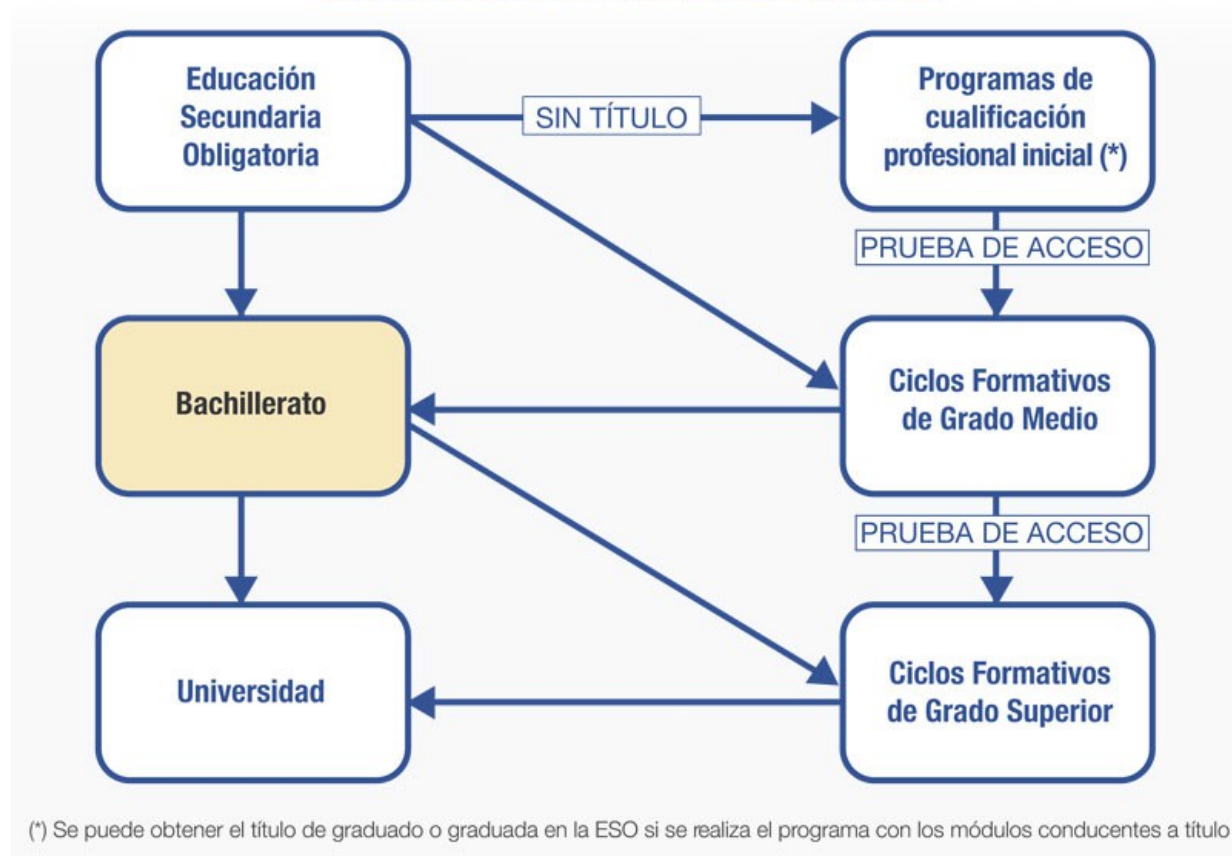 Educación
Secundaria
Obligatoria
SIN TÍTULO
Programas de
cualificación
profesional inicial (*)
PRUEBA DE ACCESO
Bachillerato
Ciclos Formativos
de Grado Medio
PRUEBA DE ACCESO
Universidad
Ciclos Formativos
de Grado Superior
(*) Se puede obtener el título de graduado o graduada en la ESO si se realiza el programa con los módulos conducentes a título